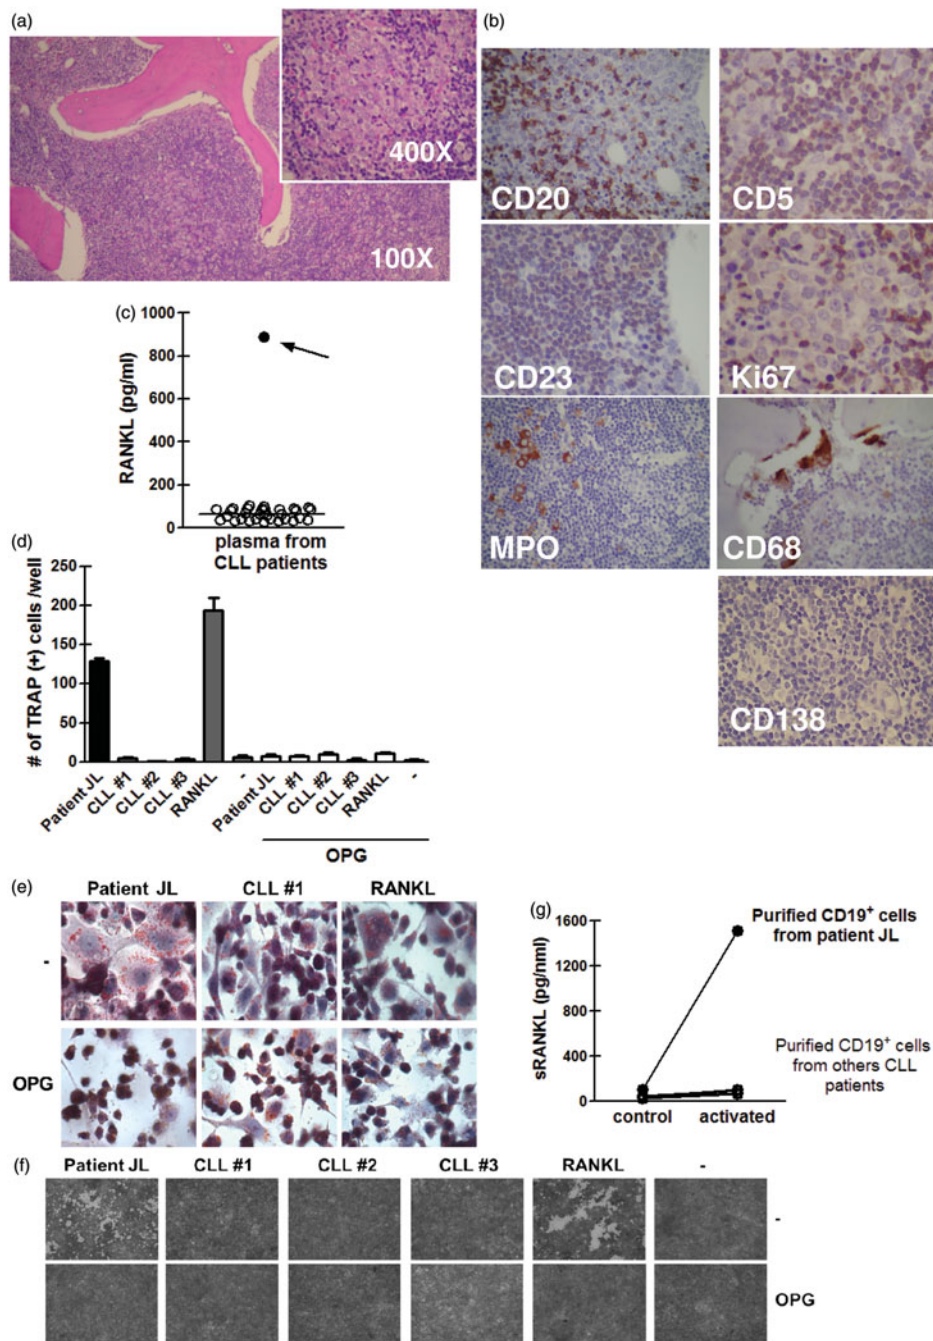 (a)
400X
100X
(b)
CD20
CD5
CD23
Ki67
MPO
CD68
CD138
(c)
1000
800
600
400
200
0
RANKL (pg/ml)
plasma from
CLL patients
(d)
250
200
150
100
50
0
# of TRAP (+) cells /well
Patient JL
CLL #1
CLL #2
CLL #3
RANKL
-
Patient JL
CLL #1
CLL #2
CLL #3
RANKL
-
OPG
(e)
Patient JL
CLL #1
RANKL
-
OPG
(g)
1600
1200
800
400
0
sRANKL (pg/nml)
control
activated
Purified CD19+ cells
from patient JL
Purified CD19+ cells
from others CLL
patients
(f)
Patient JL
CLL #1
CLL #2
CLL #3
RANKL
-
-
OPG